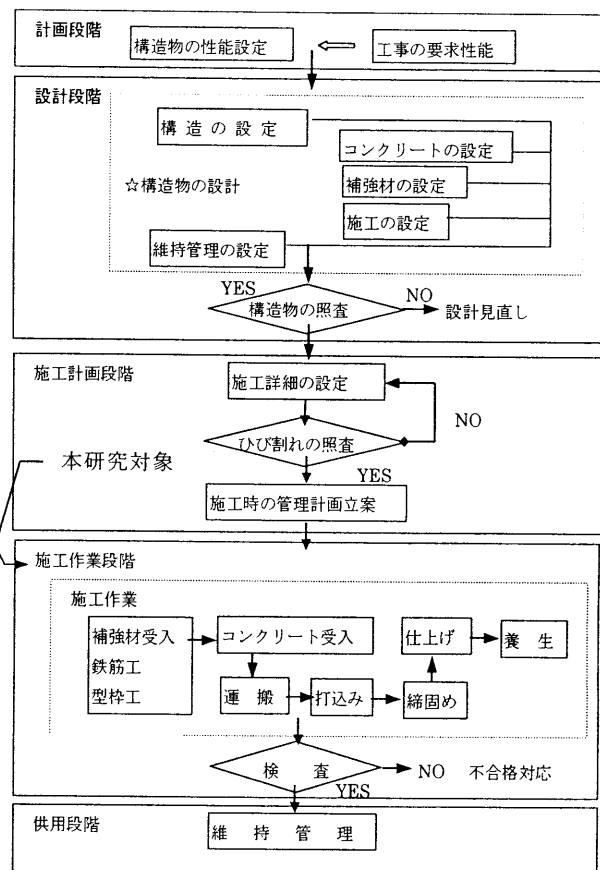 計画段階
構造物の性能設定
工事の要求性能
設計段階
構造の設定
コンクリートの設定
☆構造物の設計
補強材の設定
施工の設定
維持管理の設定
YES
NO
構造物の照査
設計見直し
施工計画段階
施工詳細の設定
NO
ひび割れの照査
本研究対象
YES
施工時の管理計画立案
施工作業段階
施工作業
補強材受入
鉄筋工
型枠工
コンクリート受入
仕上げ
養生
運搬
打込み
締固め
検査
NO 不合格対応
YES
供用段階
維持管理